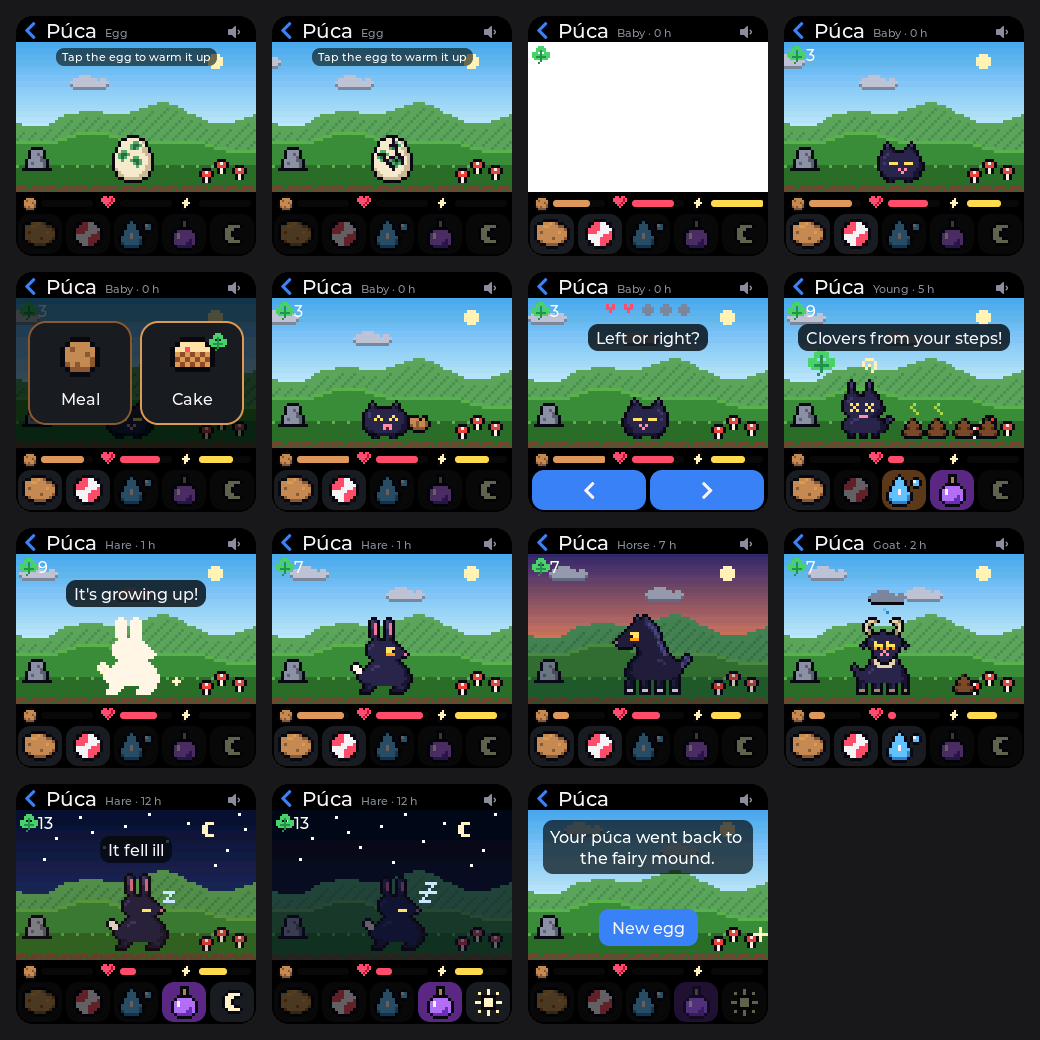 Púca Egg
Tap the egg to warm it up
Púca Egg
Tap the egg to warm it up
Púca Baby · 0 h
Púca Baby · 0 h
3
Púca Baby · 0 h
3
Meal
Cake
Púca Baby · 0 h
3
Púca Baby · 0 h
3
Left or right?
Púca Young · 5 h
9
Clovers from your steps!
Púca Hare · 1 h
9
It's growing up!
Púca Hare · 1 h
7
Púca Horse · 7 h
7
Púca Goat · 2 h
7
Púca Hare · 12 h
13
It fell ill
Z
Púca Hare · 12 h
13
Z
Púca
Your púca went back to
the fairy mound.
New egg